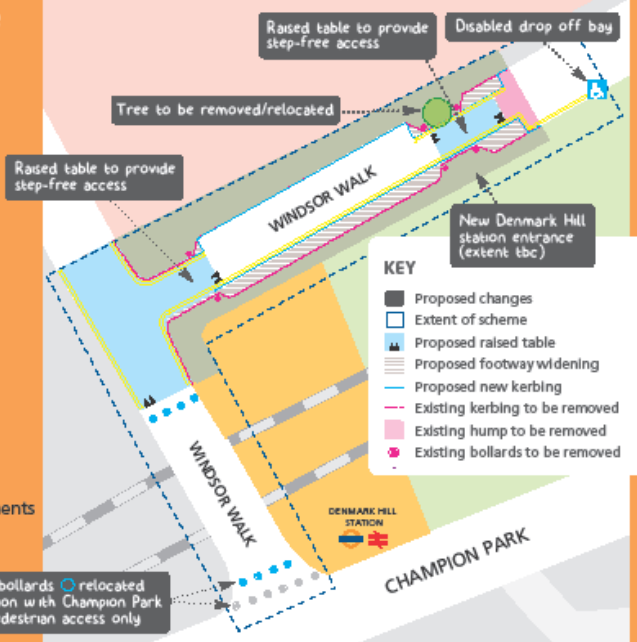 Raised table to provide
step-free access
Disabled drop off bay
Tree to be removed/relocated
Raised table to provide
step-free access
WINDSOR WALK
New Denmark Hill
station entrance
(extent tbc)
KEY
Proposed changes
Extent of scheme
Proposed raised table
Proposed footway widening
Proposed new kerbing
Existing kerbing to be removed
Existing hump to be removed
Existing bollards to be removed
WINDSOR WALK
DENMARK HILL
STATION
CHAMPION PARK
bollards relocated
with Champion Park
access only